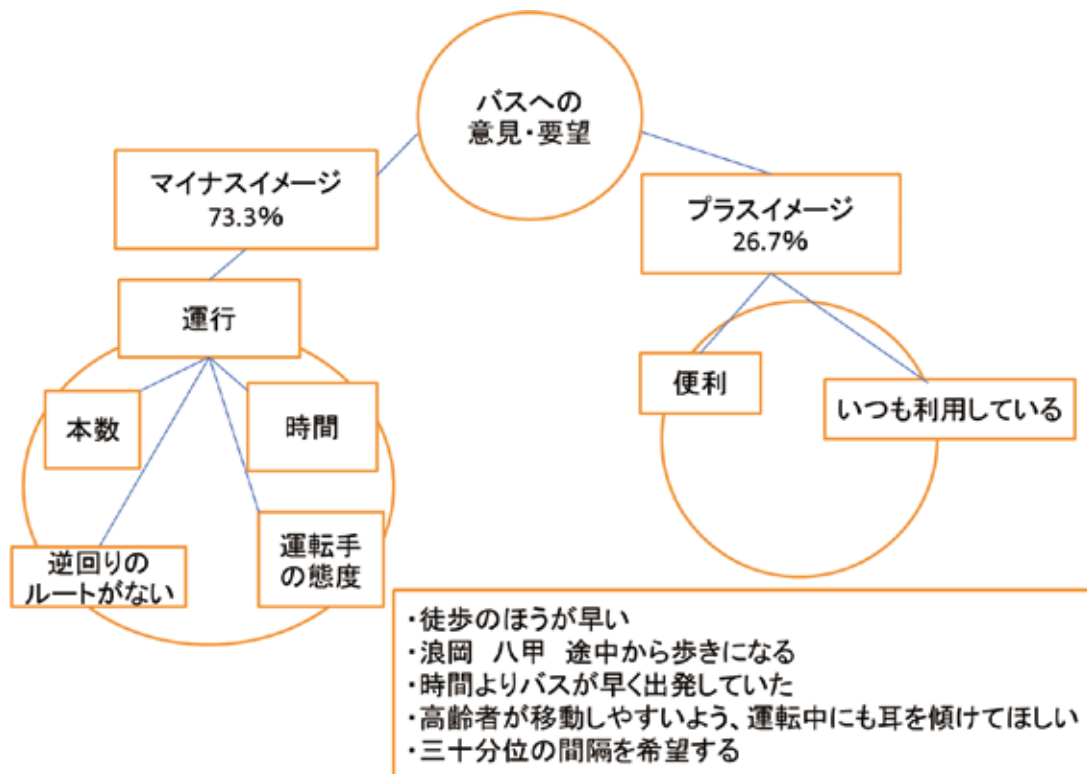 バスへの
意見・要望
マイナスイメージ
73.3%
プラスイメージ
26.7%
運行
便利
いつも利用している
本数
時間
逆回りの
ルートがない
運転手
の態度
・徒歩のほうが早い
・浪岡　八甲　途中から歩きになる
・時間よりバスが早く出発していた
・高齢者が移動しやすいよう、運転中にも耳を傾けてほしい
・三十分位の間隔を希望する